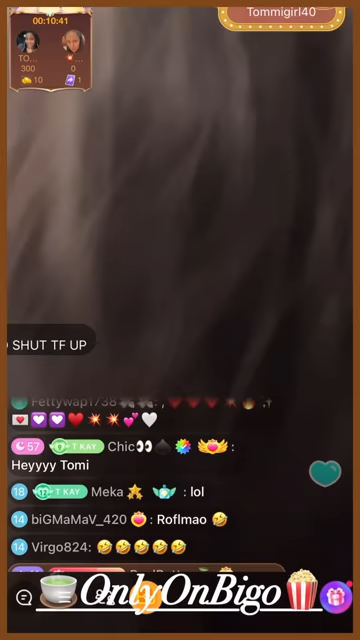 Tommigirl40
00:10:41
TO...
300 0
10 1
SHUT TF UP
Fettywap1738
57 T KAY Chic :
Heyyyy Tomi
18 T KAY Meka : lol
14 biGMaMaV_420 : Roflmao
14 Virgo824:
OnlyOnBigo